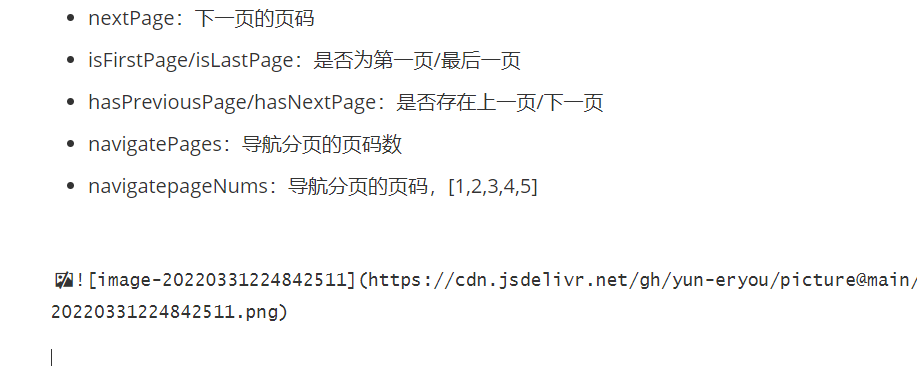 nextPage：下一页的页码
isFirstPage/isLastPage：是否为第一页/最后一页
hasPreviousPage/hasNextPage：是否存在上一页/下一页
navigatePages：导航分页的页码数
navigatepageNums：导航分页的页码，[1,2,3,4,5]
![image-20220331224842511](https://cdn.jsdelivr.net/gh/yun-eryou/picture@main/
20220331224842511.png)